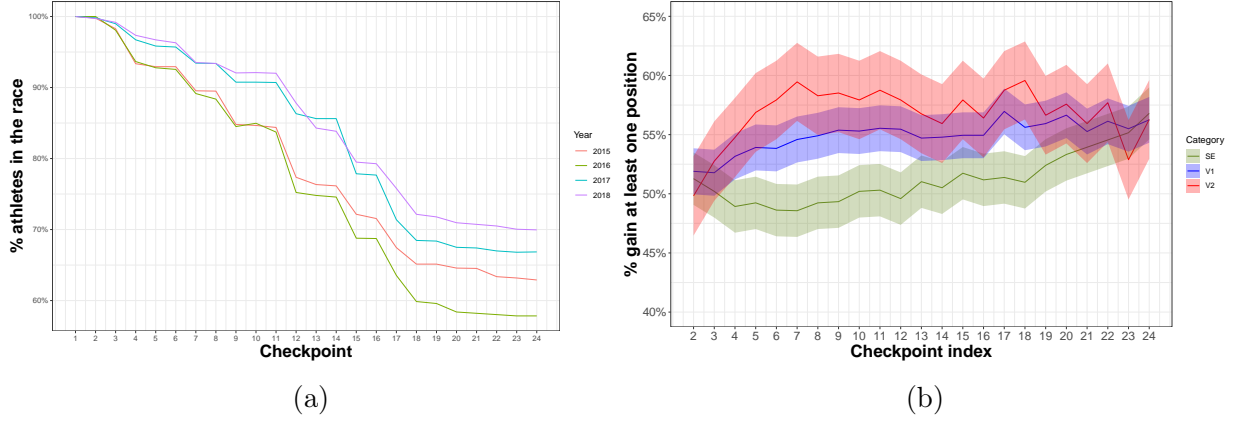 100%
90%
80%
70%
60%
% athletes in the race
1 2 3 4 5 6 7 8 9 10 11 12 13 14 15 16 17 18 19 20 21 22 23 24
Checkpoint
Year
2015
2016
2017
2018
(a)
65%
60%
55%
50%
45%
40%
% gain at least one position
2 3 4 5 6 7 8 9 10 11 12 13 14 15 16 17 18 19 20 21 22 23 24
Checkpoint index
Category
SE
V1
V2
(b)